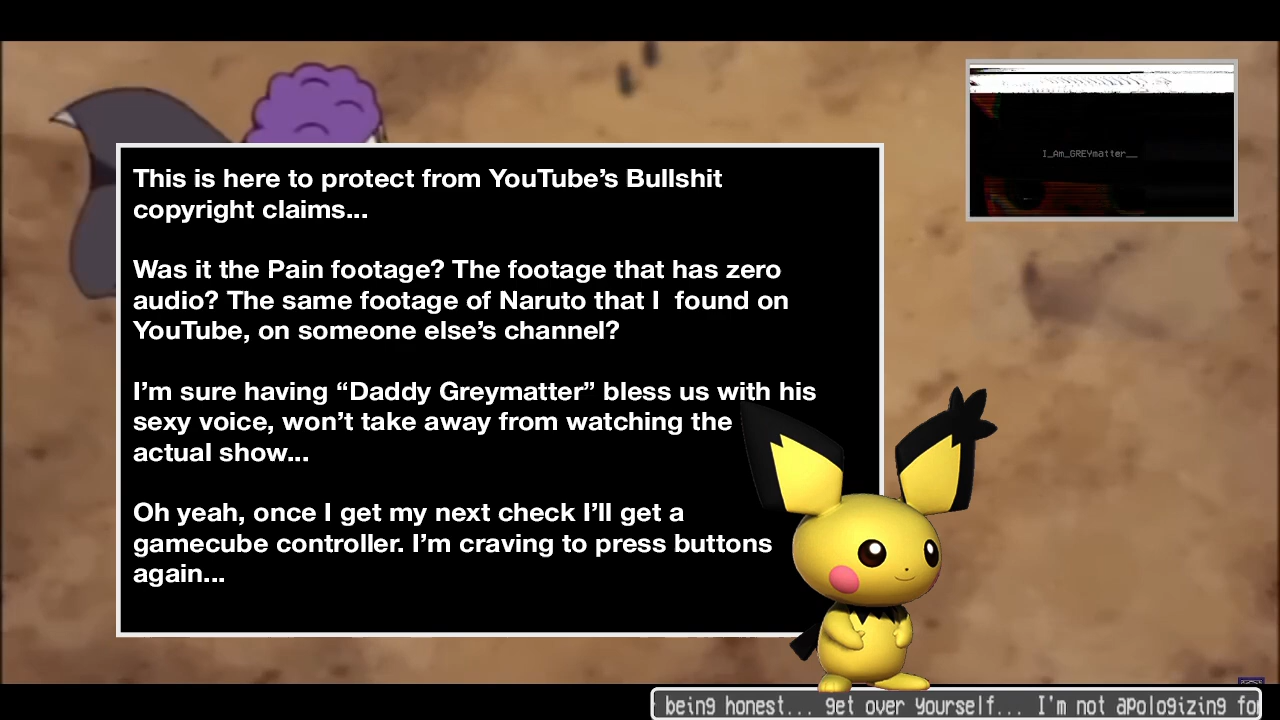 This is here to protect from YouTube’s Bullshit
copyright claims...
Was it the Pain footage? The footage that has zero
audio? The same footage of Naruto that I  found on
YouTube, on someone else’s channel?
I’m sure having “Daddy Greymatter” bless us with his
sexy voice, won’t take away from watching the
actual show...
Oh yeah, once I get my next check I’ll get a
gamecube controller. I’m craving to press buttons
again...
I_Am_GREYmatter__
being honest... get over yourself... I'm not apologizing for